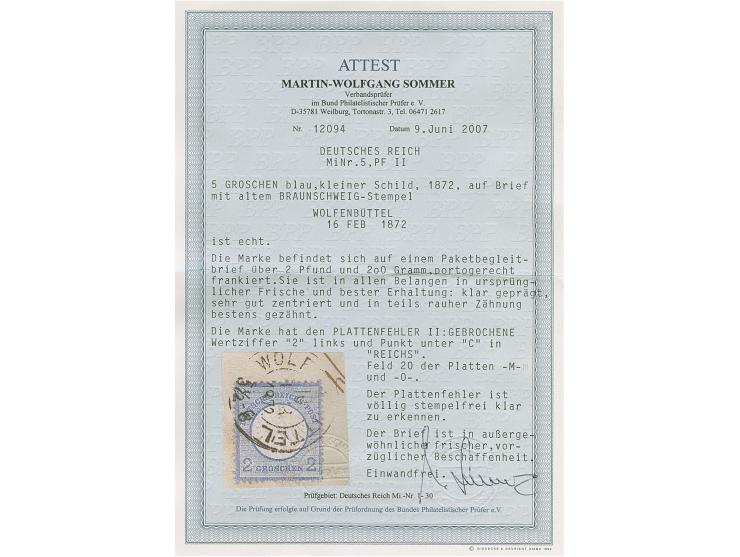 ATTEST
MARTIN-WOLFGANG SOMMER
Verbandsprüfer
im Bund Philatelistischer Prüfer e. V.
D-35781 Weilburg, Tortonastr. 3, Tel. 06471 2617
Nr. 12094 Datum 9.Juni 2007
DEUTSCHES REICH
MiNr.5,PF II
5 GROSCHEN blau,kleiner Schild, 1872, auf Brief
mit altem BRAUNSCHWEIG-Stempel
WOLFENBÜTTEL
16 FEB 1872
ist echt.
Die Marke befindet sich auf einem Paketbegleit-
brief über 2 Pfund und 2o0 Gramm,portogerecht
frankiert.Sie ist in allen Belangen in ursprüng-
licher Frische und bester Erhaltung: klar geprägt,
sehr gut zentriert und in teils rauher Zähnung
bestens gezähnt.
Die Marke hat den PLATTENFEHLER II:GEBROCHENE
Wertziffer "2" links und Punkt unter "C" in
"REICHS".
Feld 20 der Platten -M-
und -O-.
Der Plattenfehler ist
völlig stempelfrei klar
zu erkennen.
Der Brief ist in außerge-
wöhnlicher frischer,vor-
züglicher Beschaffenheit.
Einwandfrei.
WOLF
1872
TEL
2 GROSCHEN 2
Prüfgebiet: Deutsches Reich Mi.-Nr. 1 - 30
Die Prüfung erfolgte auf Grund der Prüfordnung des Bundes Philatelistischer Prüfer e.V.